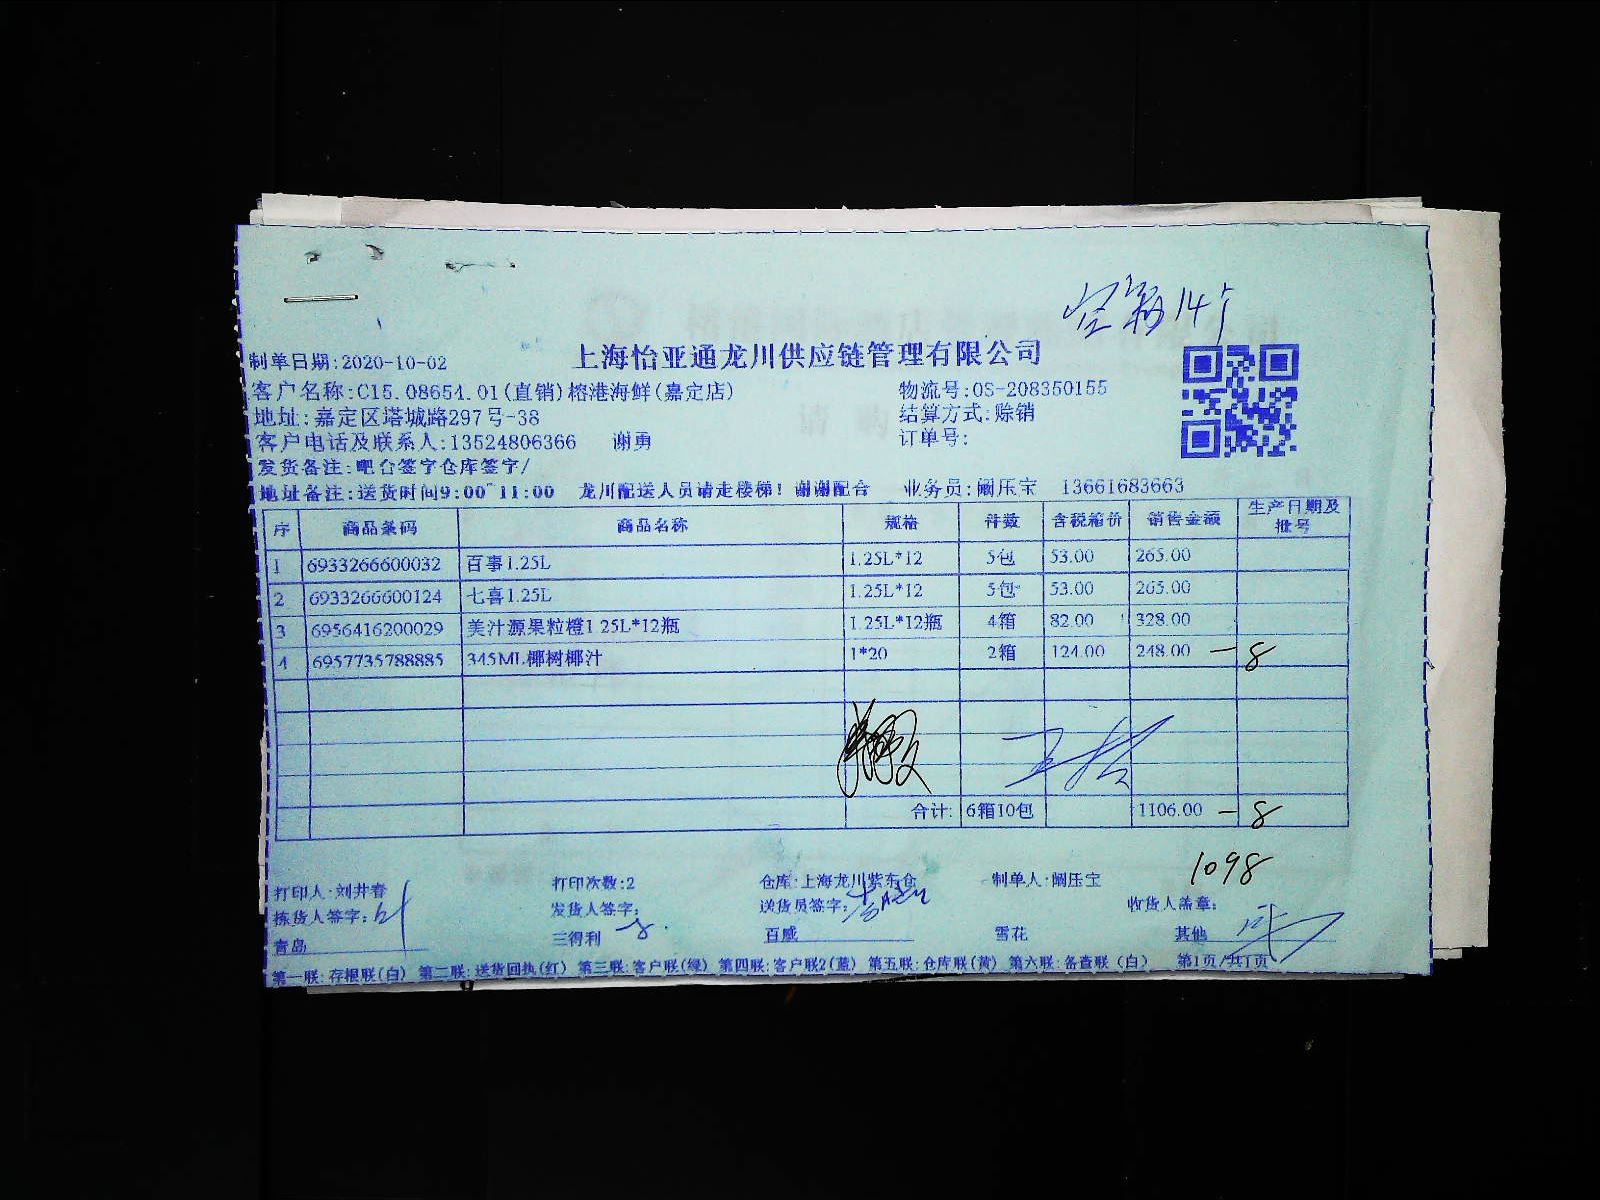 空瓶14个
制单日期:2020-10-02
上海怡亚通龙川供应链管理有限公司
客户名称:C15.08654.01(直销)榕港海鲜(嘉定店)
物流号:OS-208350155
地址:嘉定区塔城路297号-38
结算方式:赊销
客户电话及联系人:13524806366 谢勇
订单号:
发货备注:吧台签字仓库签字/
地址备注:送货时间9:00~11:00 龙川配送人员请走楼梯!谢谢配合 业务员:阚压宝 13661683663
序 商品条码 商品名称 规格 件数 含税箱价 销售金额 生产日期及批号
1 6933266600032 百事1.25L 1.25L*12 5包 53.00 265.00
2 6933266600124 七喜1.25L 1.25L*12 5包 53.00 265.00
3 6956416200029 美汁源果粒橙1.25L*12瓶 1.25L*12瓶 4箱 82.00 328.00
4 6957735788885 345ML椰树椰汁 1*20 2箱 124.00 248.00 -8
合计: 6箱10包 1106.00 -8
1098
打印人:刘井春 打印次数:2 仓库:上海龙川紫东仓 制单人:阚压宝
拣货人签字: 发货人签字: 送货员签字: 收货人盖章:
青岛 三得利 百威 雪花 其他
第一联:存根联(白) 第二联:送货回执(红) 第三联:客户联(绿) 第四联:客户联2(蓝) 第五联:仓库联(黄) 第六联:备查联(白) 第1页/共1页